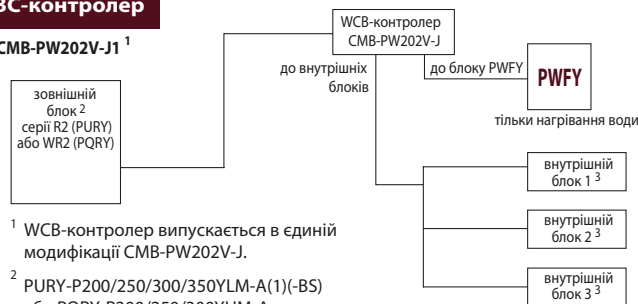 ВС-контролер
CMB-PW202V-J1 1
WCB-контролер
CMB-PW202V-J
до внутрішніх
блоків
до блоку PWFY
PWFY
тільки нагрівання води
зовнішній
блок 2
серії R2 (PURY)
або WR2 (PQRY)
внутрішній
блок 1 3
внутрішній
блок 2 3
внутрішній
блок 3 3
1 WCB-контролер випускається в єдиній
модифікації CMB-PW202V-J.
2 PURY-P200/250/300/350YLM-A(1)(-BS)